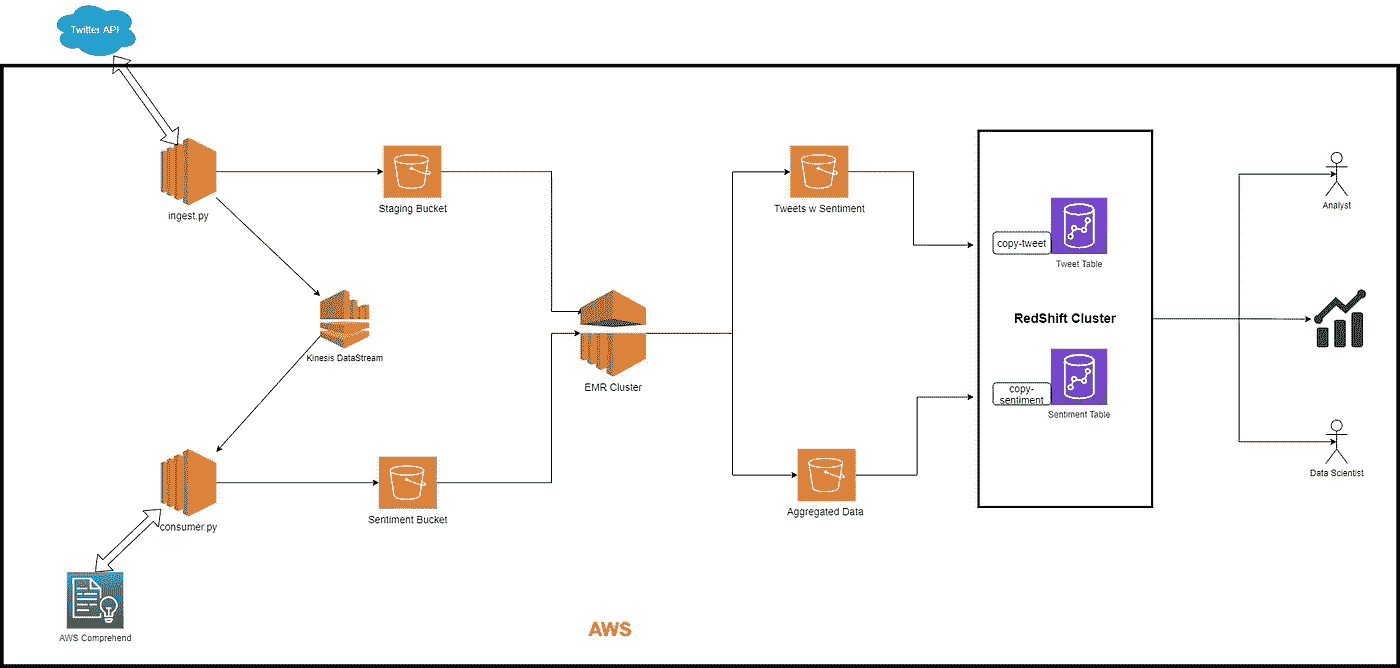 Twitter API
ingest.py
Staging Bucket
Tweets w Sentiment
copy-tweet
Tweet Table
Analyst
Kinesis DataStream
EMR Cluster
RedShift Cluster
copy-
sentiment
Sentiment Table
Data Scientist
consumer.py
Sentiment Bucket
Aggregated Data
AWS Comprehend
AWS